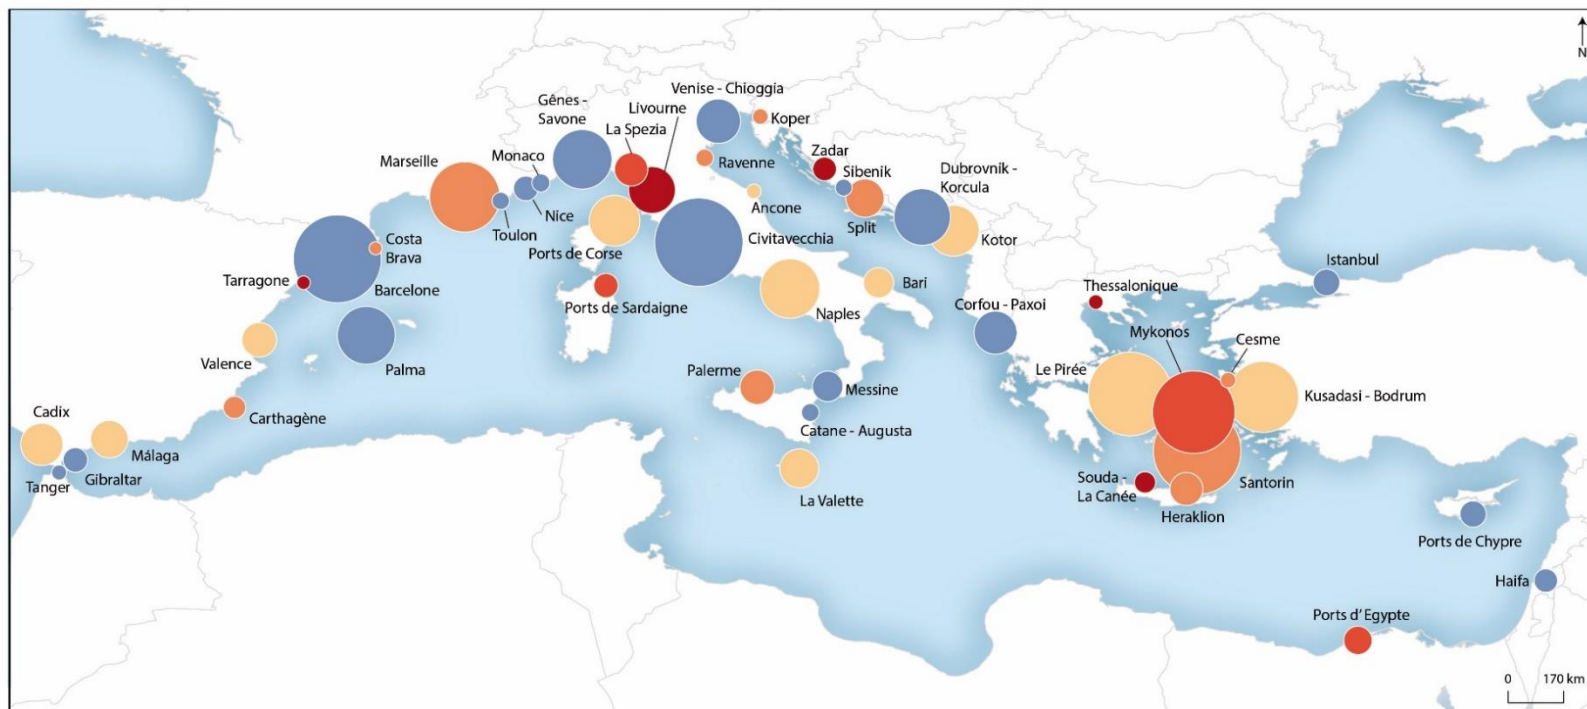 N
Venise - Chioggia
Gênes -
Savone
Livourne
La Spezia
Koper
Monaco
Marseille
Zadar
Ravenne
Sibenik
Dubrovnik -
Korcula
Nice
Toulon
Ancone
Split
Kotor
Costa
Brava
Ports de Corse
Civitavecchia
Istanbul
Tarragone
Barcelone
Ports de Sardaigne
Bari
Thessalonique
Naples
Corfou - Paxoi
Mykonos
Cesme
Valence
Palma
Palerme
Le Pirée
Messine
Kusadasi - Bodrum
Cadix
Carthagène
Catane - Augusta
Málaga
Tanger
Gibraltar
La Valette
Souda -
La Canée
Santorin
Heraklion
Ports de Chypre
Haifa
Ports d'Egypte
0 170 km